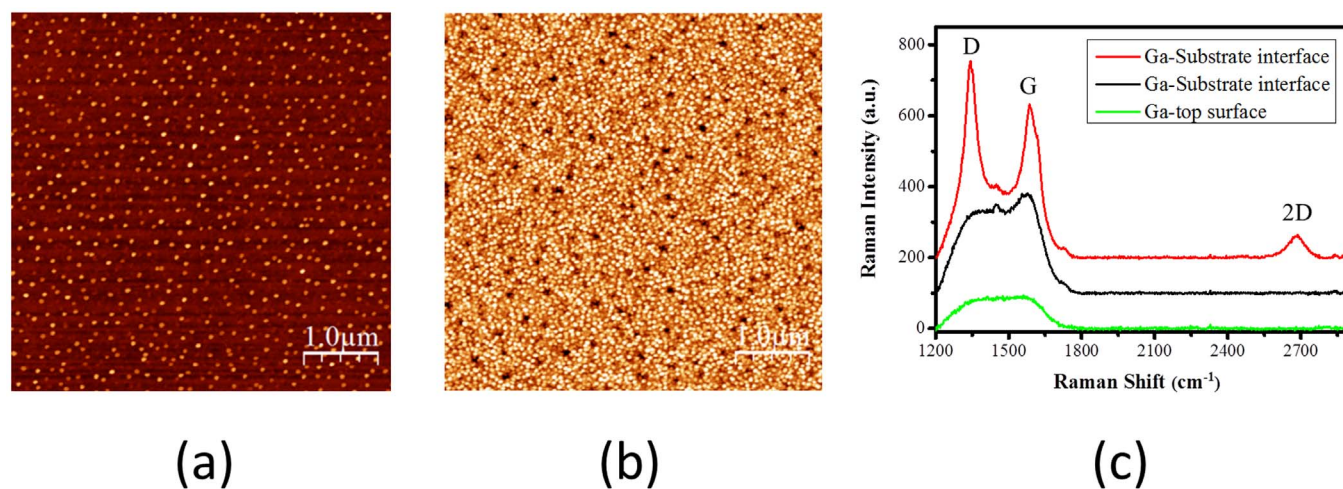 1.0µm
1.0µm
Raman Intensity (a.u.)
800
600
400
200
0
D
G
2D
Ga-Substrate interface
Ga-Substrate interface
Ga-top surface
1200 1500 1800 2100 2400 2700
Raman Shift (cm⁻¹)
(a) (b) (c)